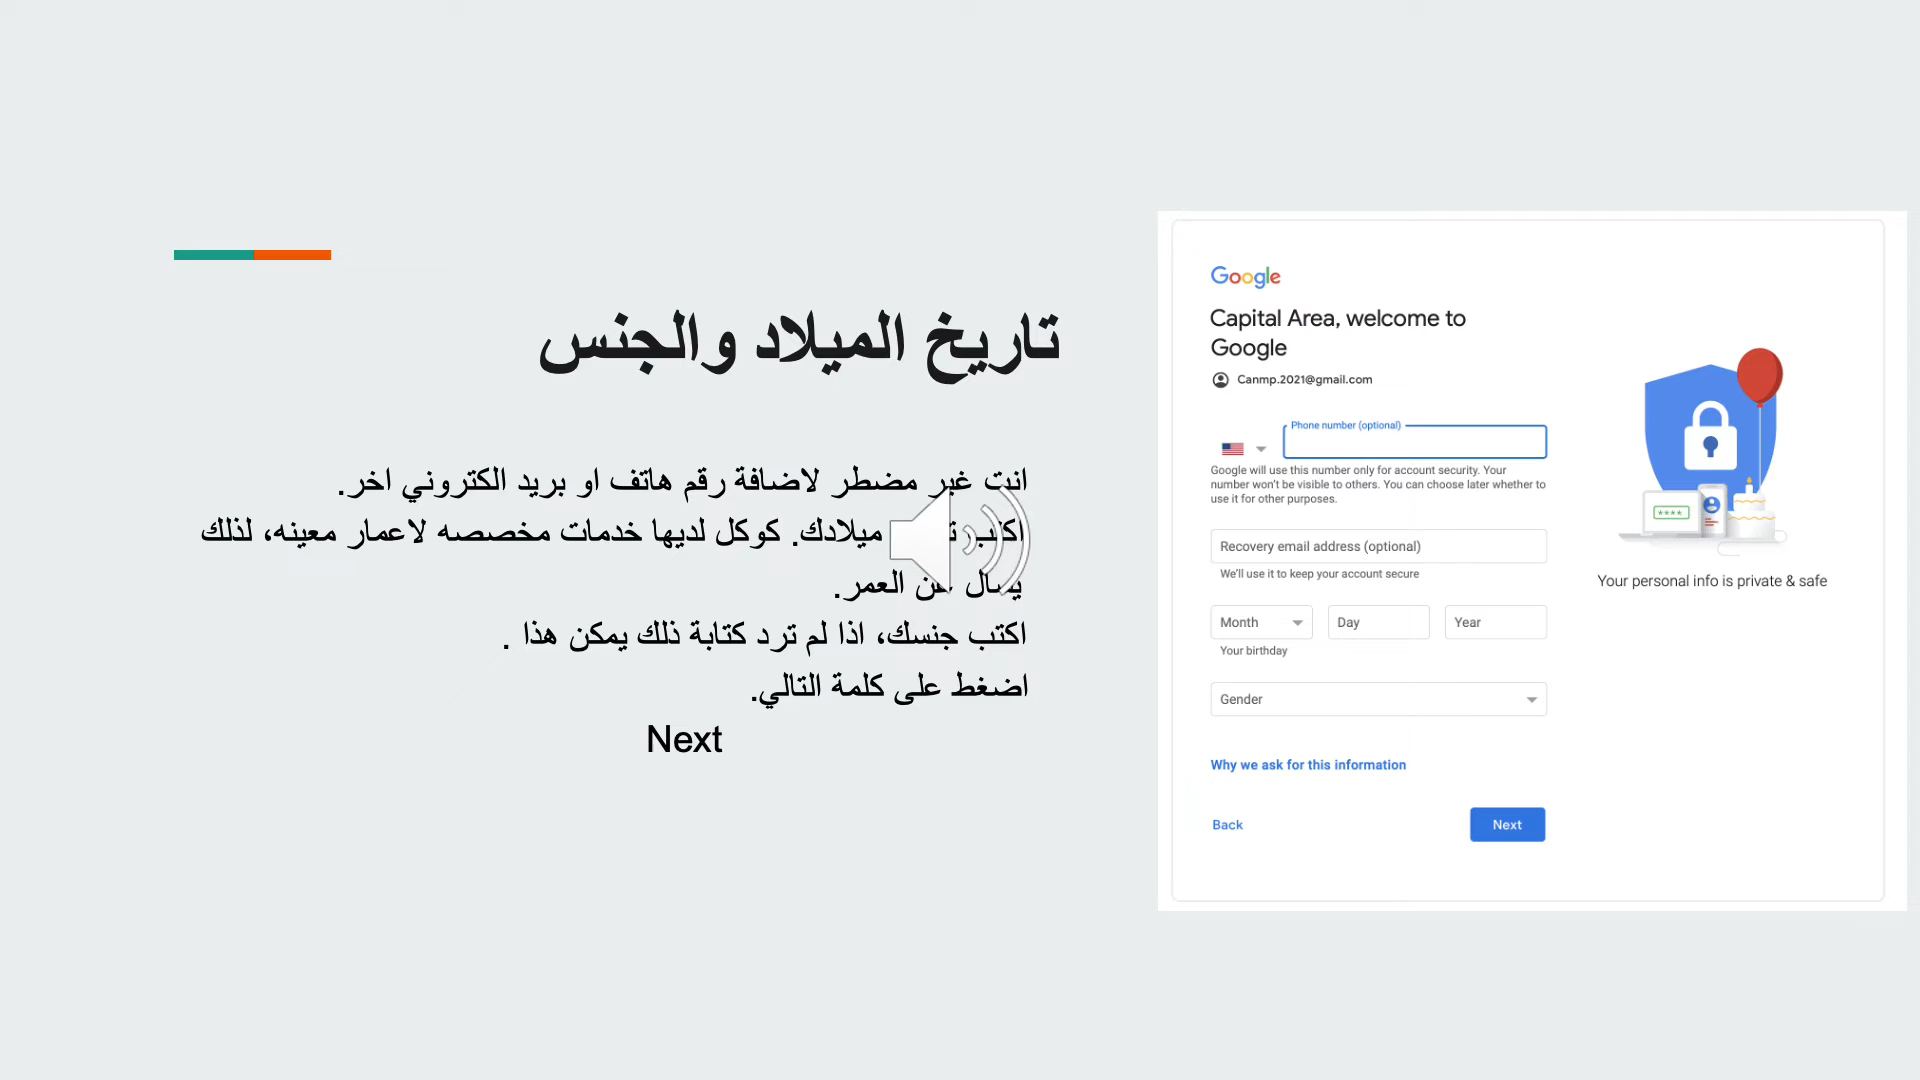 تاريخ الميلاد والجنس
انت غير مضطر لاضافة رقم هاتف او بريد الكتروني اخر.
اكتب ميلادك. كوكل لديها خدمات مخصصه لاعمار معينه، لذلك
العمر.
اكتب جنسك، اذا لم ترد كتابة ذلك يمكن هذا .
اضغط على كلمة التالي.
Next
Google
Capital Area, welcome to
Google
Canmp.2021@gmail.com
Phone number (optional)
Google will use this number only for account security. Your
number won't be visible to others. You can choose later whether to
use it for other purposes.
Recovery email address (optional)
We'll use it to keep your account secure
Month Day Year
Your birthday
Gender
Why we ask for this information
Back Next
****
Your personal info is private & safe